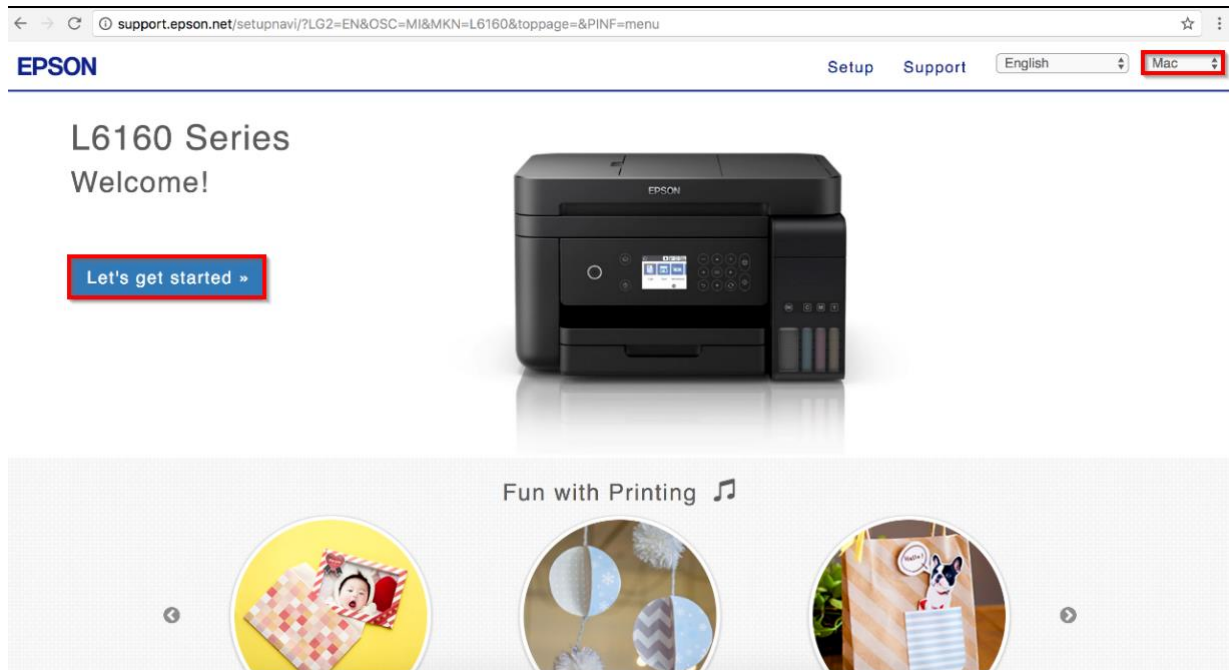 support.epson.net/setupnavi/?LG2=EN&OSC=MI&MKN=L6160&toppage=&PINF=menu
EPSON
Setup Support English Mac
L6160 Series
Welcome!
EPSON
Let's get started »
Fun with Printing